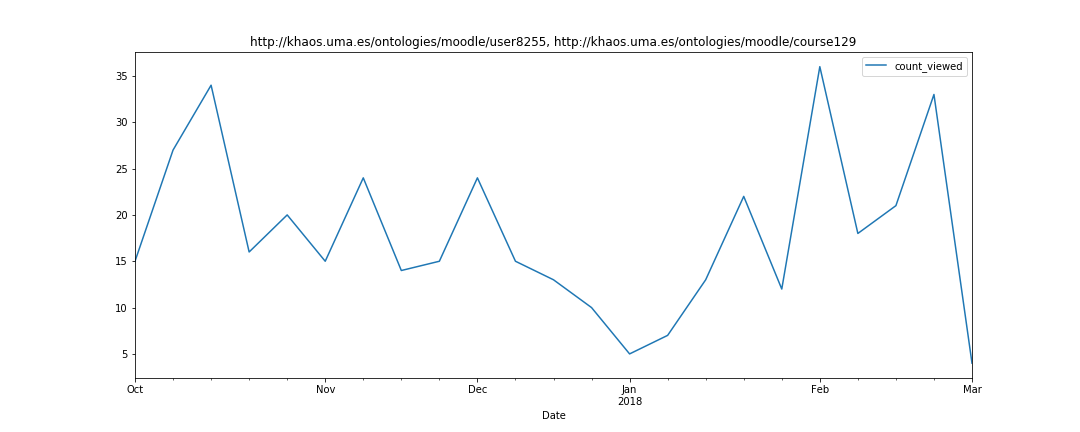 http://khaos.uma.es/ontologies/moodle/user8255, http://khaos.uma.es/ontologies/moodle/course129
count_viewed
35
30
25
20
15
10
5
Oct Nov Dec Jan Feb Mar
2018
Date